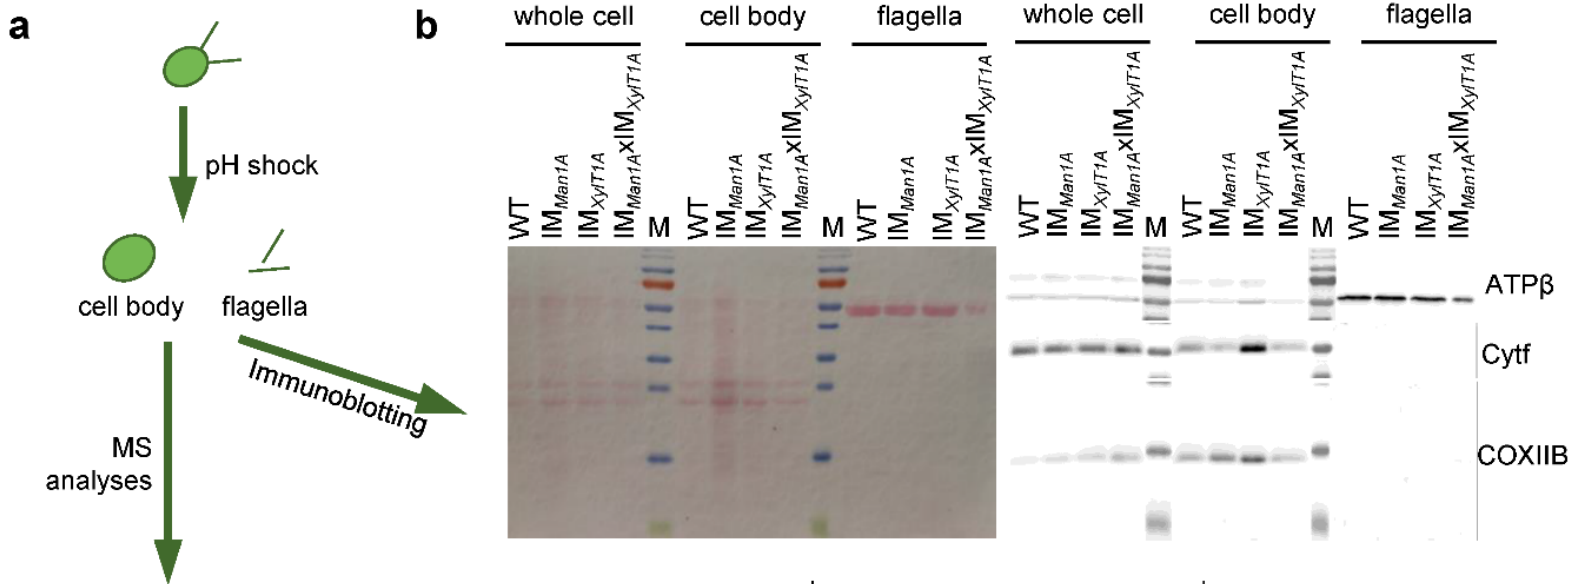 a
pH shock
cell body
flagella
Immunoblotting
MS
analyses
b
whole cell
cell body
flagella
whole cell
cell body
flagella
WT
IMMan1A
IMXylT1A
IMMan1AxIMXylT1A
M
WT
IMMan1A
IMXylT1A
IMMan1AxIMXylT1A
M
WT
IMMan1A
IMXylT1A
IMMan1AxIMXylT1A
WT
IMMan1A
IMXylT1A
IMMan1AxIMXylT1A
M
WT
IMMan1A
IMXylT1A
IMMan1AxIMXylT1A
M
WT
IMMan1A
IMXylT1A
IMMan1AxIMXylT1A
ATPβ
Cytf
COXIIB